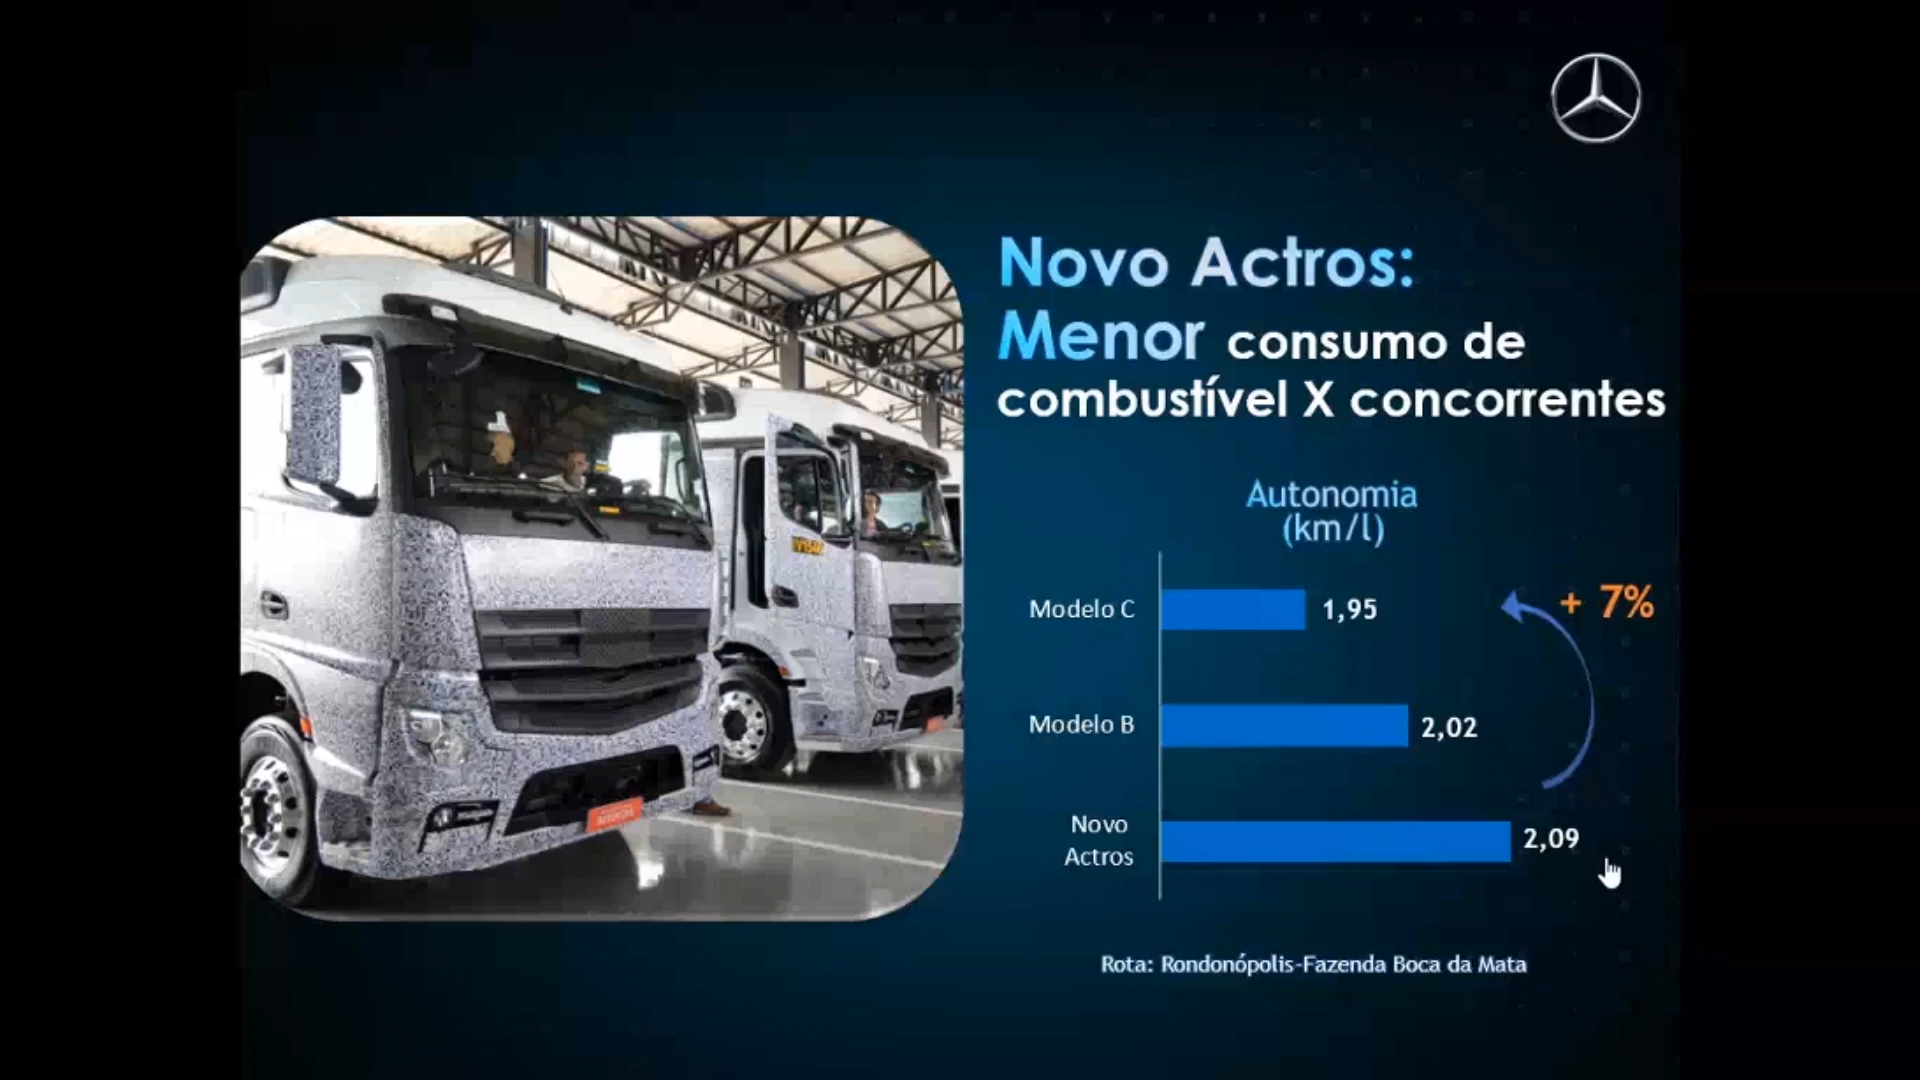 Novo Actros:
Menor consumo de
combustível X concorrentes
Autonomia
(km/l)
Modelo C
1,95
+ 7%
Modelo B
2,02
Novo
Actros
2,09
Rota: Rondonópolis-Fazenda Boca da Mata